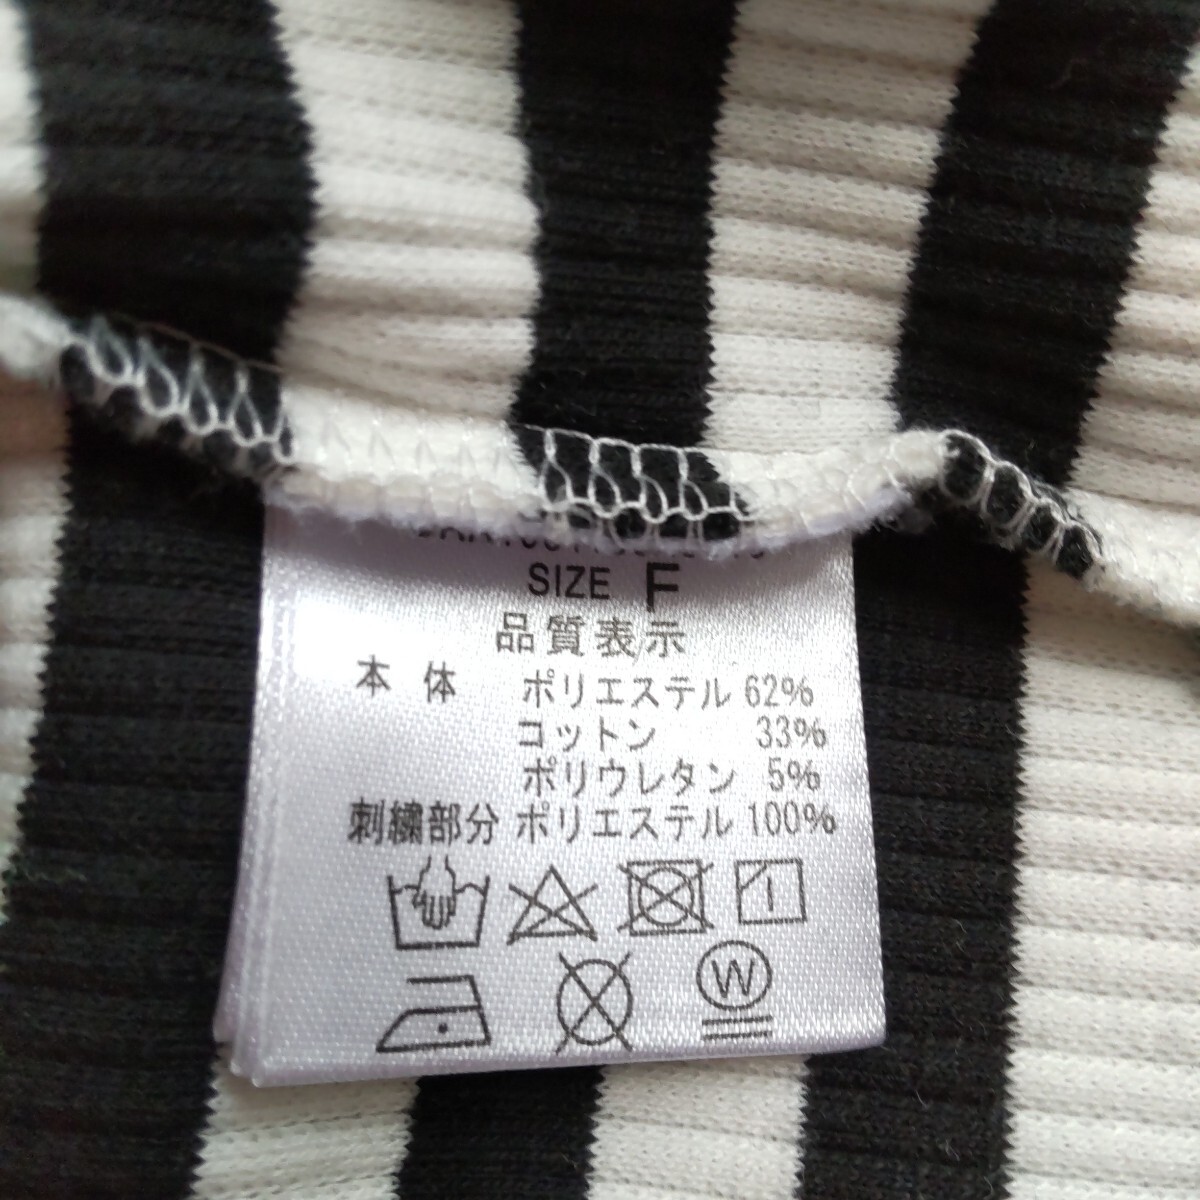 SIZE F
品質表示
本体 ポリエステル 62%
コットン 33%
ポリウレタン 5%
刺繍部分 ポリエステル 100%
W